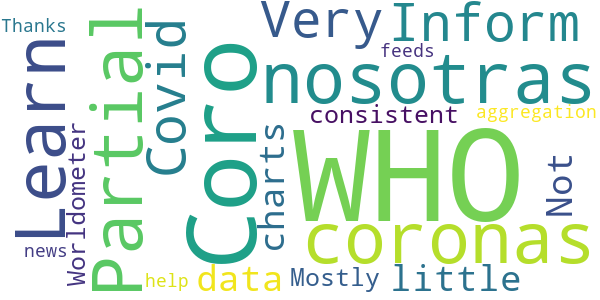 Thanks
Learn
Worldometer
news
Partial
Covid
help
Coro
data
Very
Inform
feeds
nosotras
consistent
aggregation
charts
WHO
Not
coronas
Mostly
little